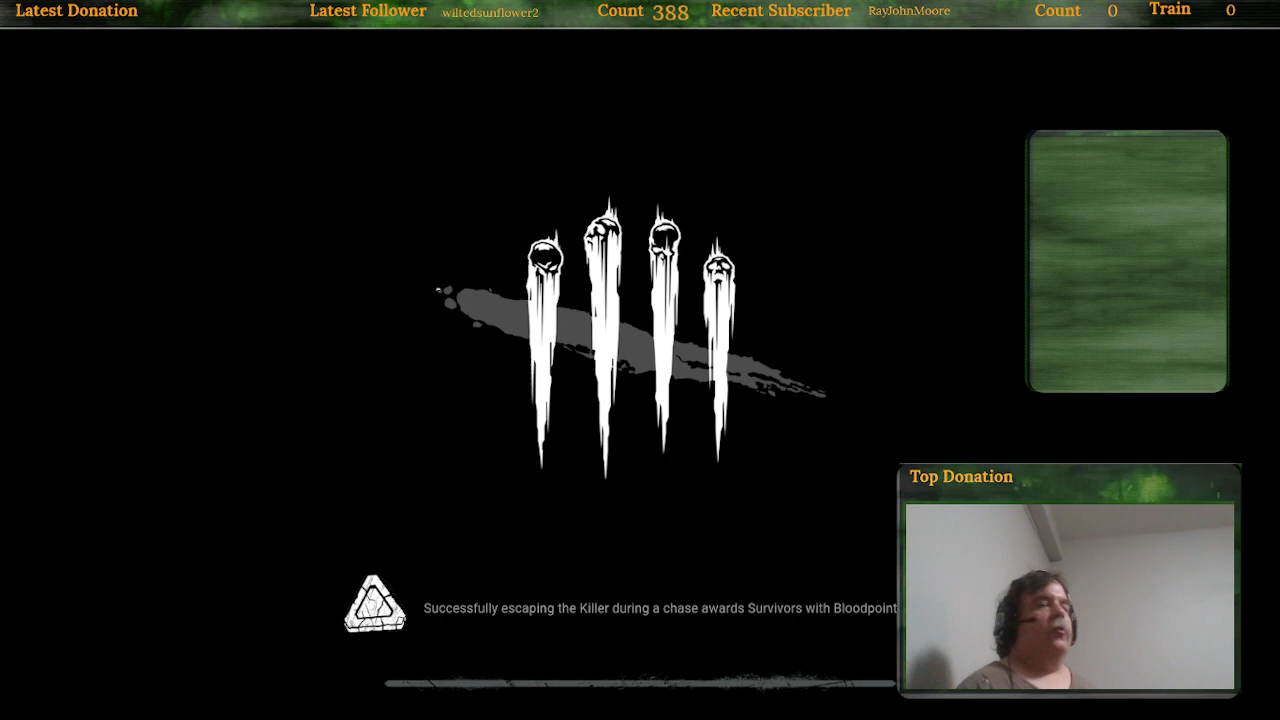 Latest Donation Latest Follower wiltedsunflower2 Count 388 Recent Subscriber RayJohnMoore Count 0 Train 0
Top Donation
Successfully escaping the Killer during a chase awards Survivors with Bloodpoint